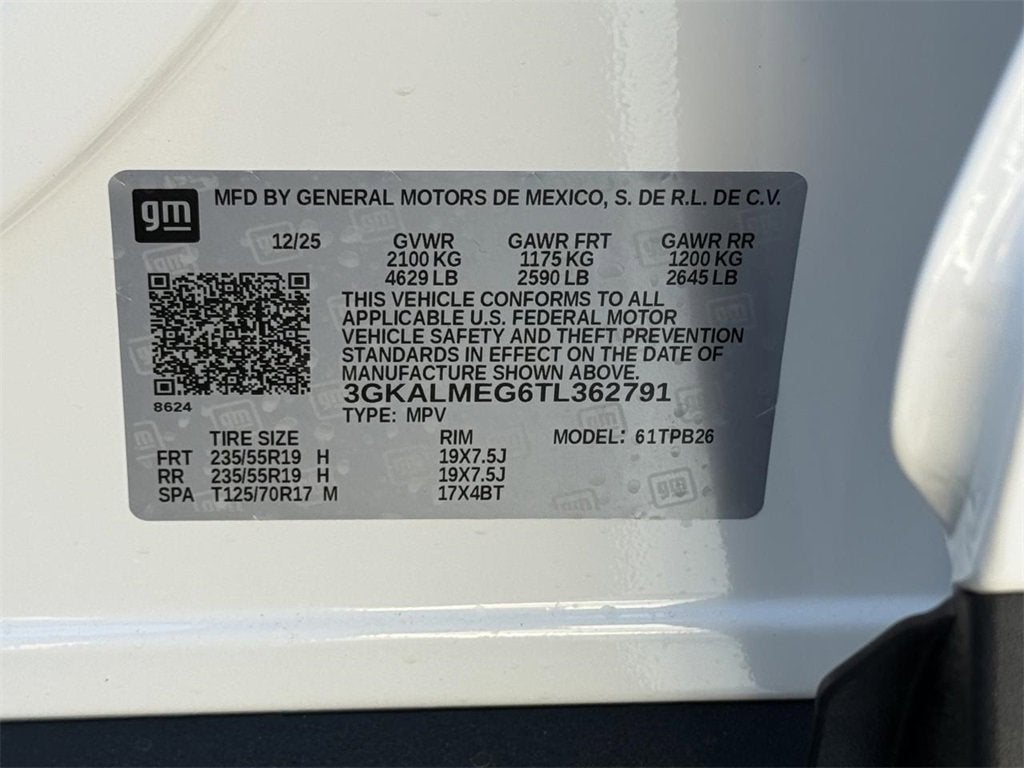 gm MFD BY GENERAL MOTORS DE MEXICO, S. DE R.L. DE C.V.
12/25 GVWR GAWR FRT GAWR RR
2100 KG 1175 KG 1200 KG
4629 LB 2590 LB 2645 LB
THIS VEHICLE CONFORMS TO ALL
APPLICABLE U.S. FEDERAL MOTOR
VEHICLE SAFETY AND THEFT PREVENTION
STANDARDS IN EFFECT ON THE DATE OF
MANUFACTURE SHOWN ABOVE.
3GKALMEG6TL362791
8624
TYPE: MPV
TIRE SIZE RIM MODEL: 61TPB26
FRT 235/55R19 H 19X7.5J
RR 235/55R19 H 19X7.5J
SPA T125/70R17 M 17X4BT